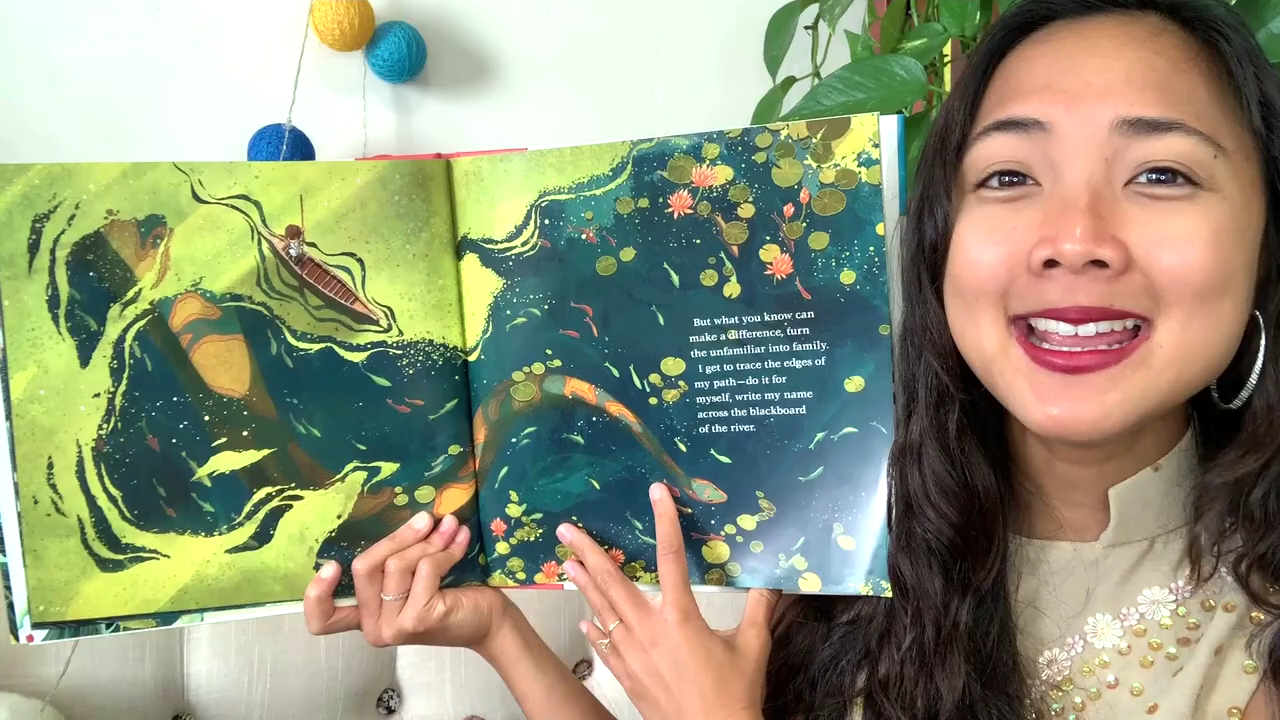 But what you know can
make a difference, turn
the unfamiliar into family.
I get to trace the edges of
my path—do it for
myself, write my name
across the blackboard
of the river.